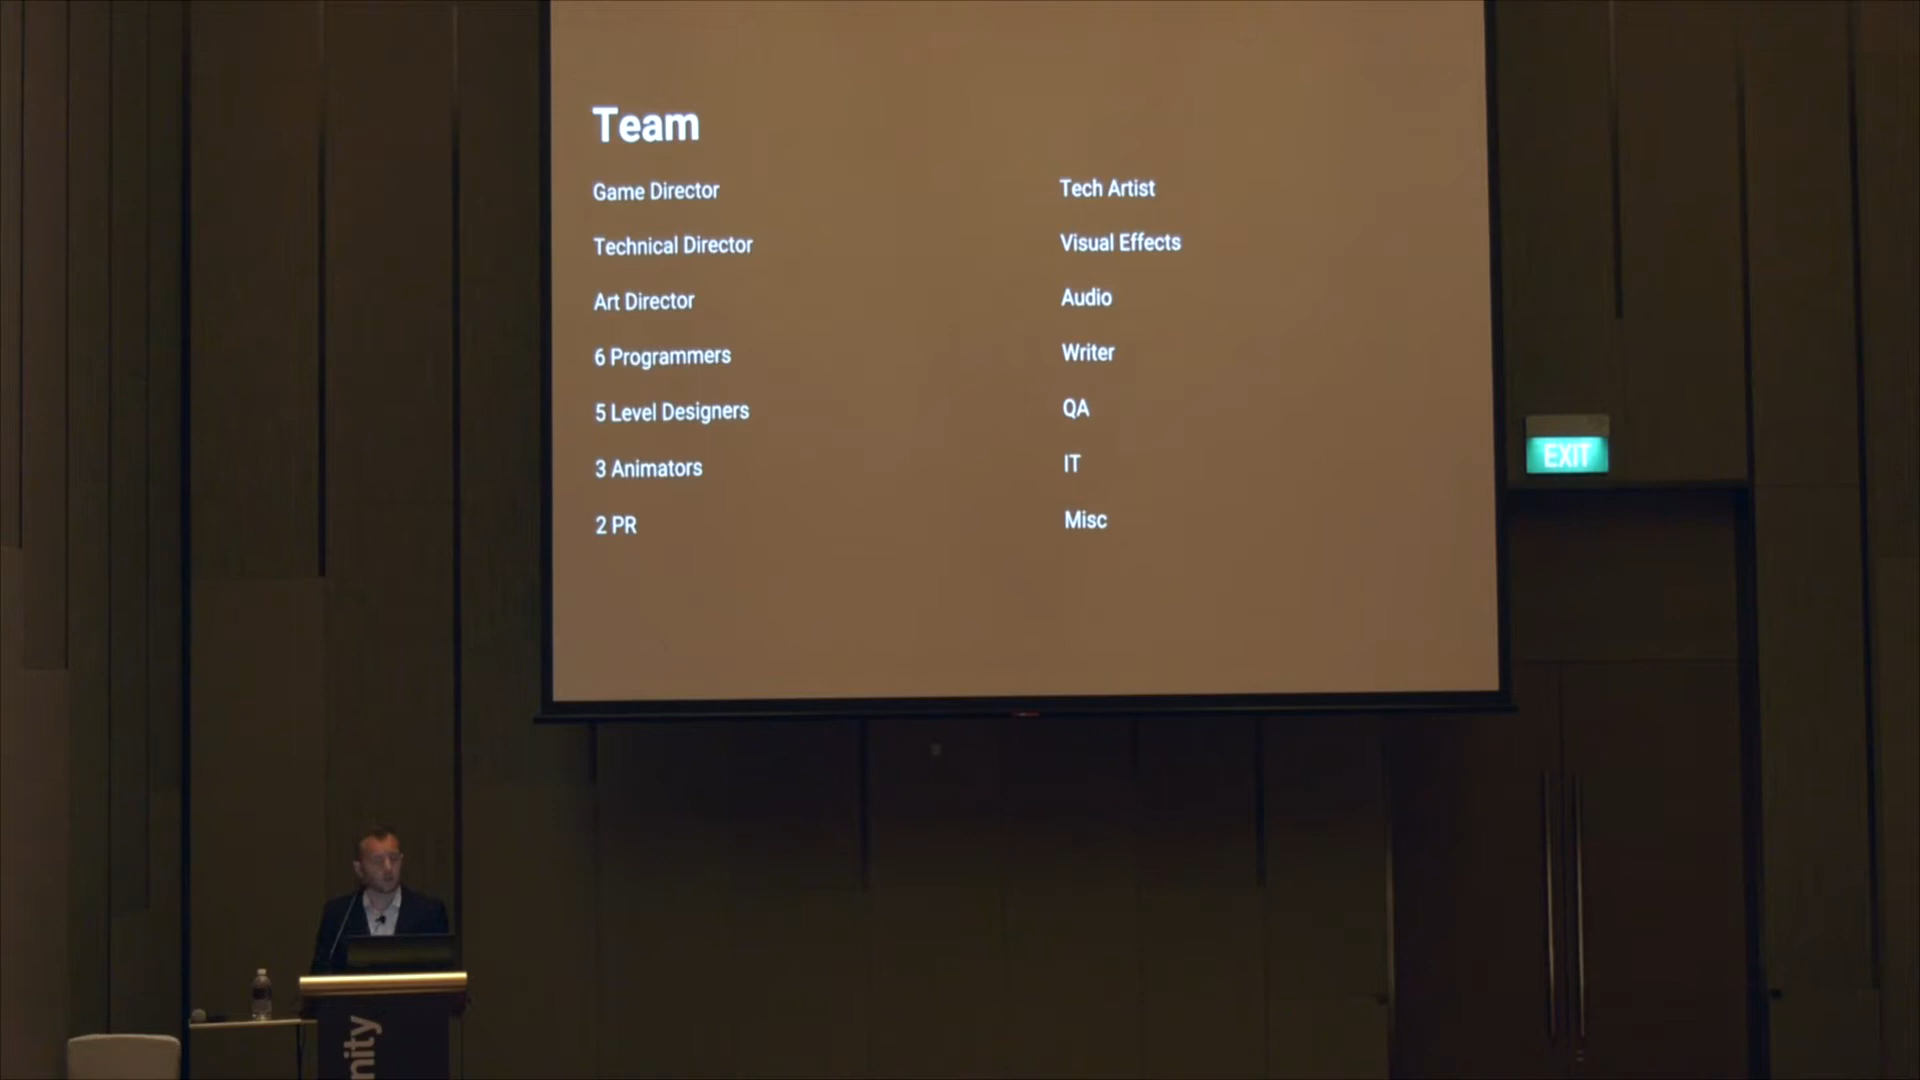 Team
Game Director
Technical Director
Art Director
6 Programmers
5 Level Designers
3 Animators
2 PR
Tech Artist
Visual Effects
Audio
Writer
QA
IT
Misc
EXIT
nity